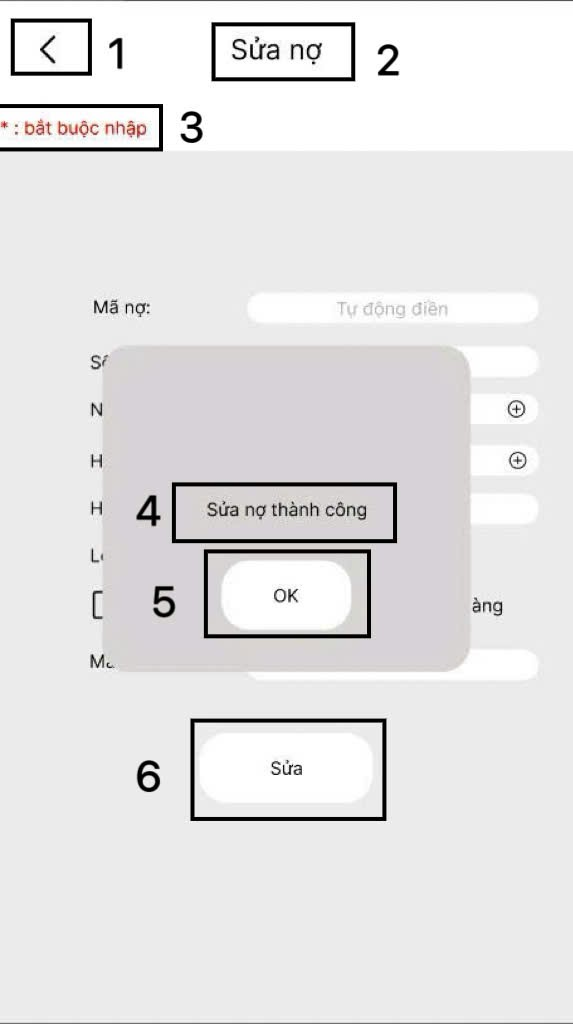 1
Sửa nợ
2
* : bắt buộc nhập
3
Mã nợ:
Tự động điền
N
H
H
4
Sửa nợ thành công
5
OK
àng
6
Sửa